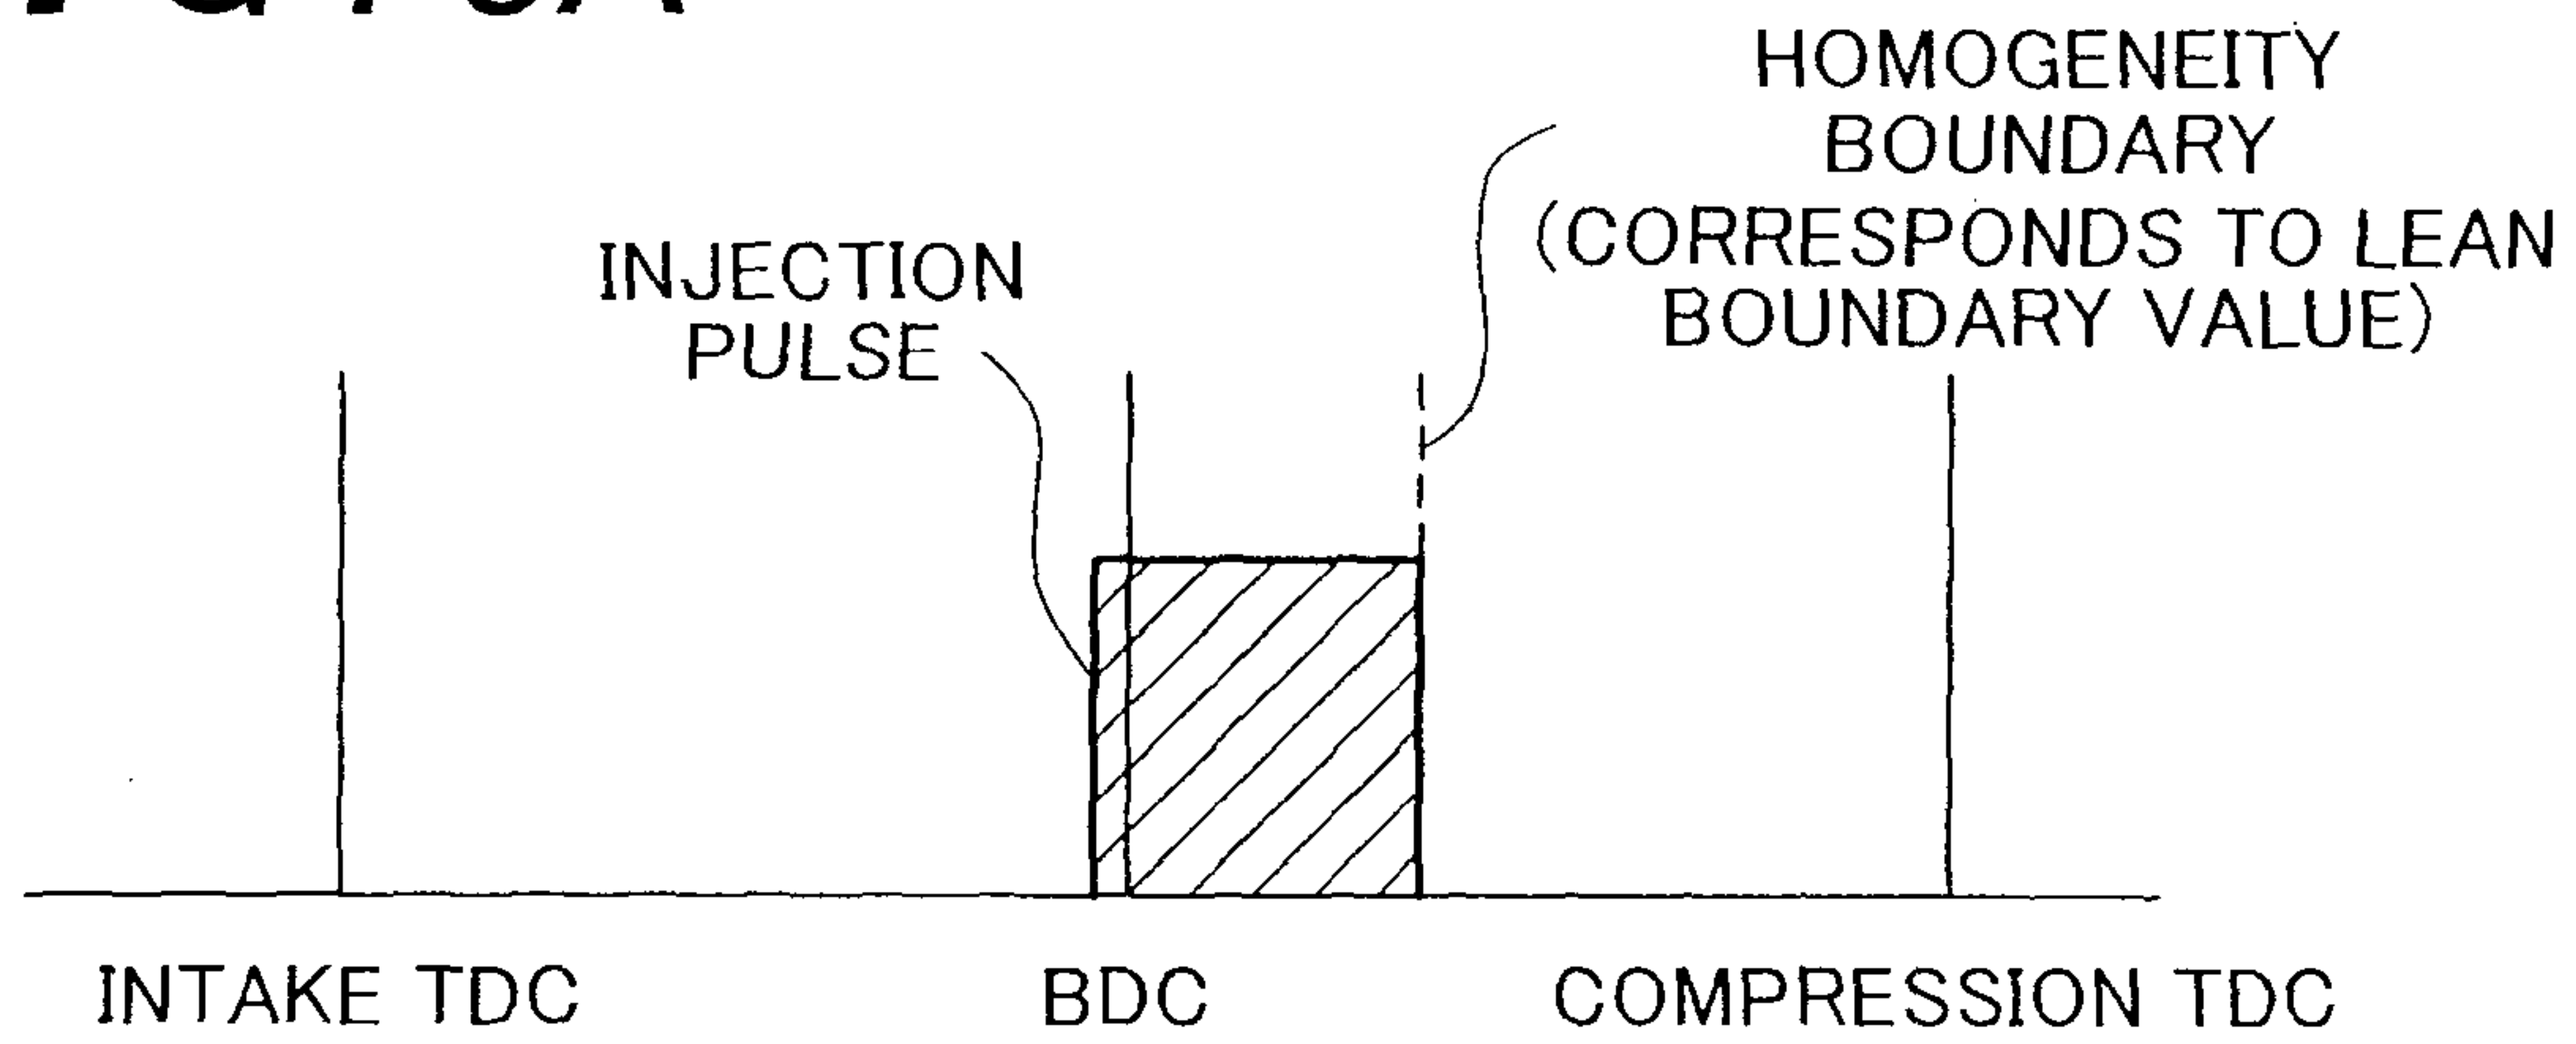 HOMOGENEITY
BOUNDARY
(CORRESPONDS TO LEAN
BOUNDARY VALUE)
INJECTION
PULSE
INTAKE TDC
BDC
COMPRESSION TDC